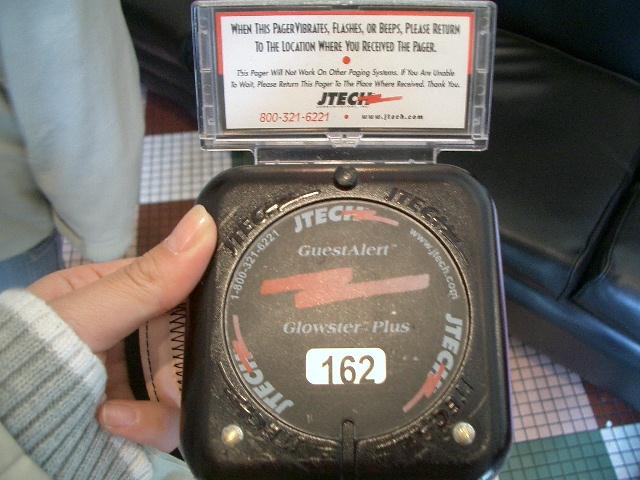 WHEN THIS PAGER VIBRATES, FLASHES, OR BEEPS, PLEASE RETURN
TO THE LOCATION WHERE YOU RECEIVED THE PAGER.
This Pager Will Not Work On Other Paging Systems. If You Are Unable
To Wait, Please Return This Pager To The Place Where Received. Thank You.
JTECH
800-321-6221 • www.jtech.com
JTECH
JTECH
JTECH
1-800-321-6221
www.jtech.com
GuestAlert™
Glowster™ Plus
162
JTECH
JTECH
JTECH
JTECH